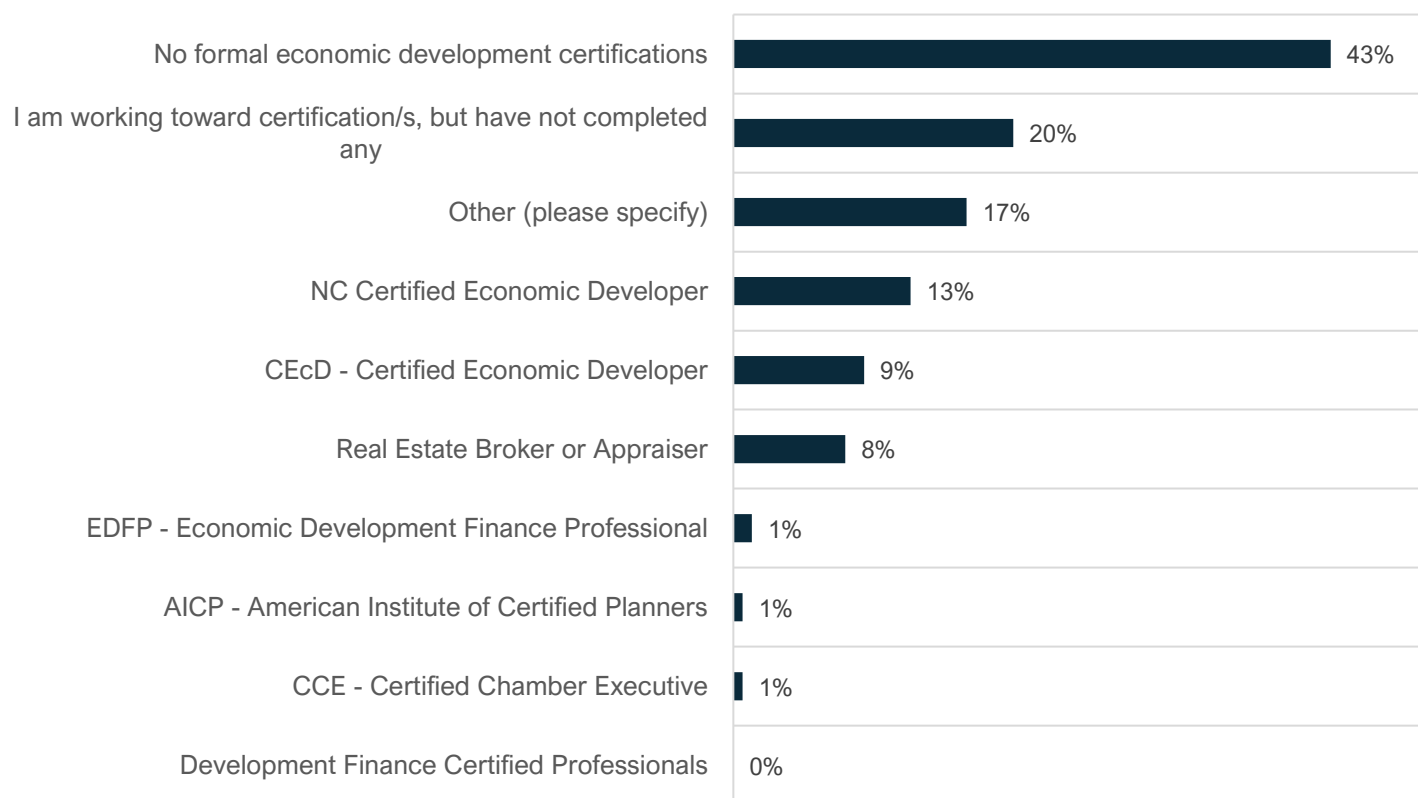 No formal economic development certifications 43%
I am working toward certification/s, but have not completed
any 20%
Other (please specify) 17%
NC Certified Economic Developer 13%
CEcD - Certified Economic Developer 9%
Real Estate Broker or Appraiser 8%
EDFP - Economic Development Finance Professional 1%
AICP - American Institute of Certified Planners 1%
CCE - Certified Chamber Executive 1%
Development Finance Certified Professionals 0%